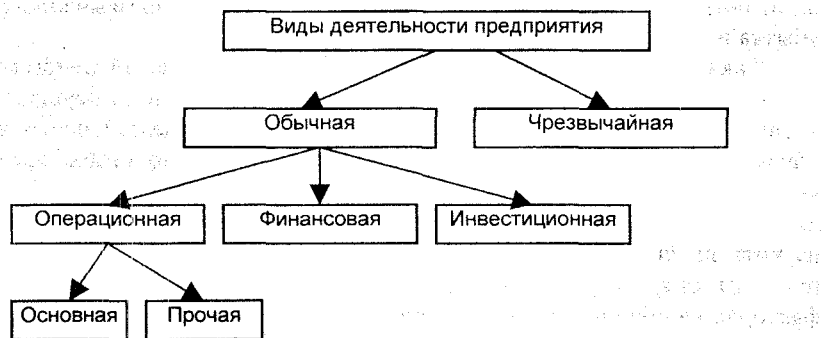 Виды деятельности предприятия
Обычная
Чрезвычайная
Операционная
Финансовая
Инвестиционная
Основная
Прочая